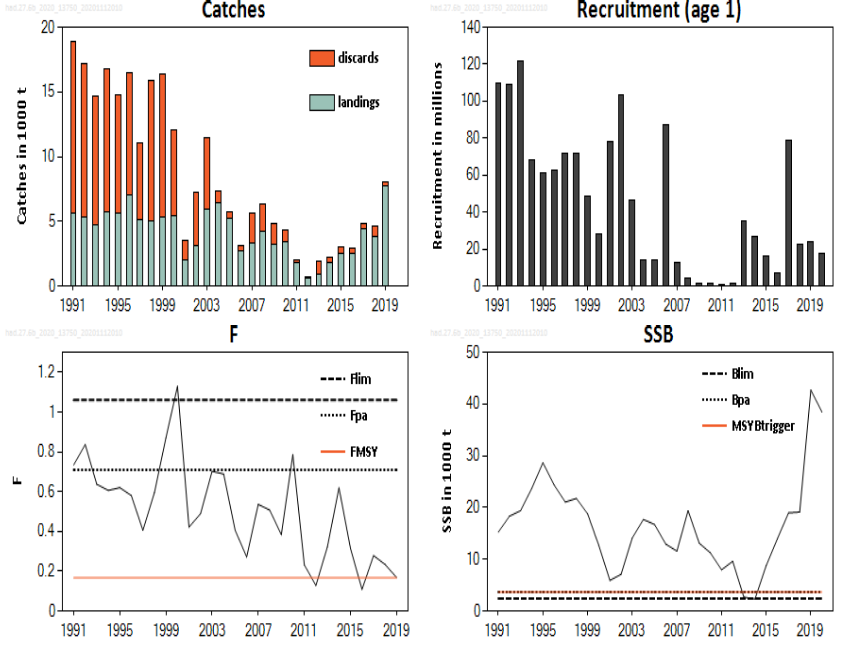 Catches
20
15
10
5
0
Catches in 1000 t
discards
landings
1991 1995 1999 2003 2007 2011 2015 2019
Recruitment (age 1)
140
120
100
80
60
40
20
0
Recruitment in millions
1991 1995 1999 2003 2007 2011 2015 2019
F
1.2
1
0.8
0.6
0.4
0.2
0
F
Flim
Fpa
FMSY
1991 1995 1999 2003 2007 2011 2015 2019
SSB
50
40
30
20
10
0
SSB in 1000 t
Blim
Bpa
MSYBtrigger
1991 1995 1999 2003 2007 2011 2015 2019